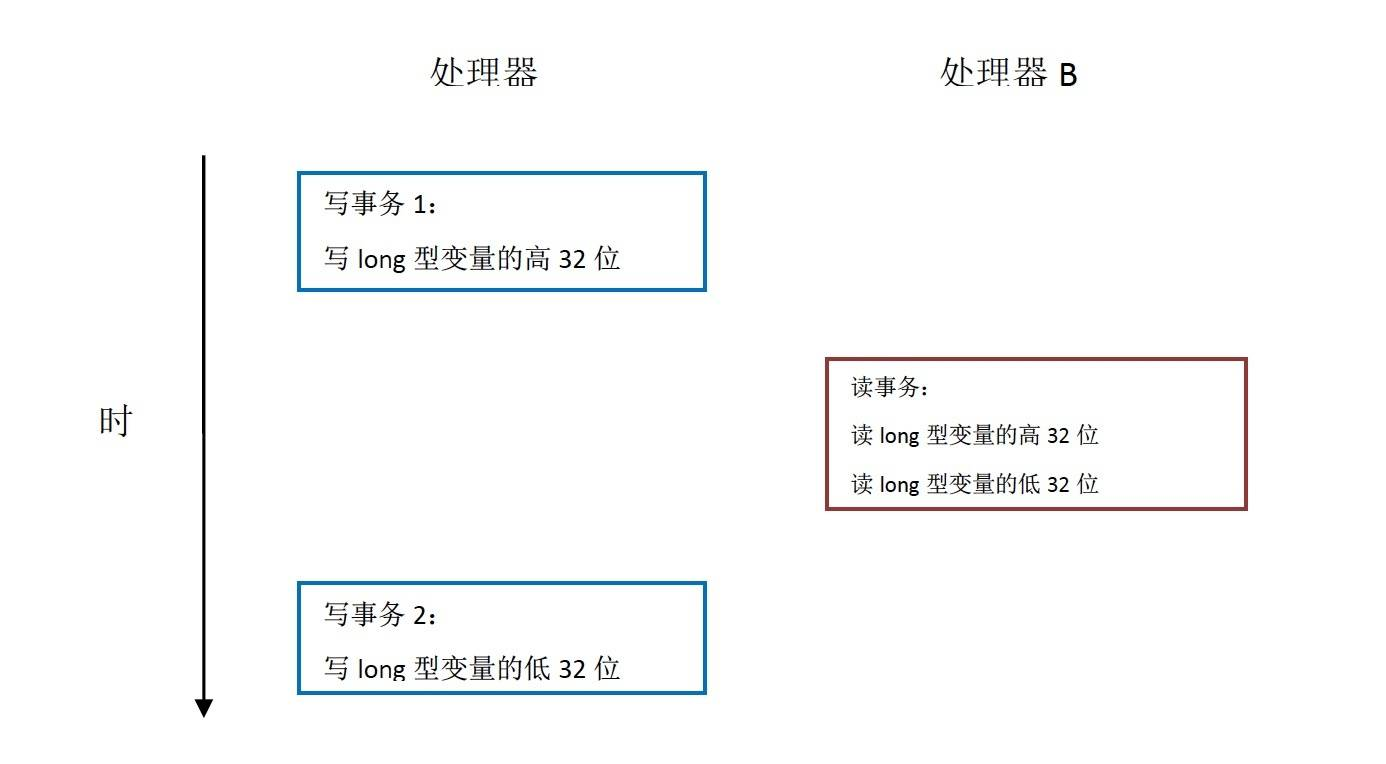 处理器
处理器 B
写事务 1：
写 long 型变量的高 32 位
读事务：
读 long 型变量的高 32 位
时
读 long 型变量的低 32 位
写事务 2：
写 long 型变量的低 32 位